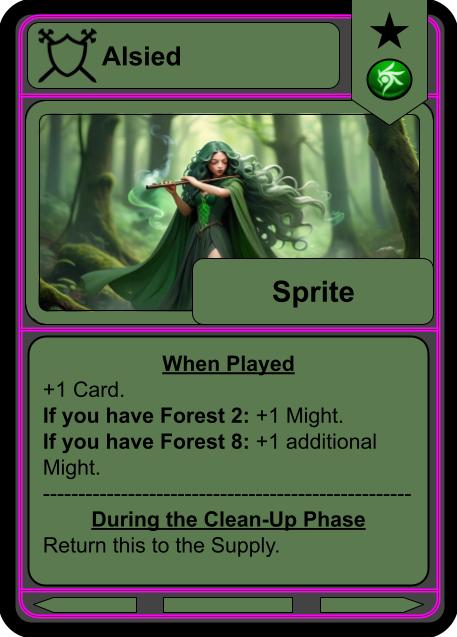 Alsied
Sprite
When Played
+1 Card.
If you have Forest 2: +1 Might.
If you have Forest 8: +1 additional
Might.
----------------------------------------------------
During the Clean-Up Phase
Return this to the Supply.